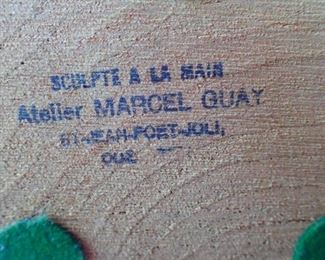 SCULPTE A LA MAIN
Atelier MARCEL GUAY
ST-JEAN-PORT-JOLI,
QUE